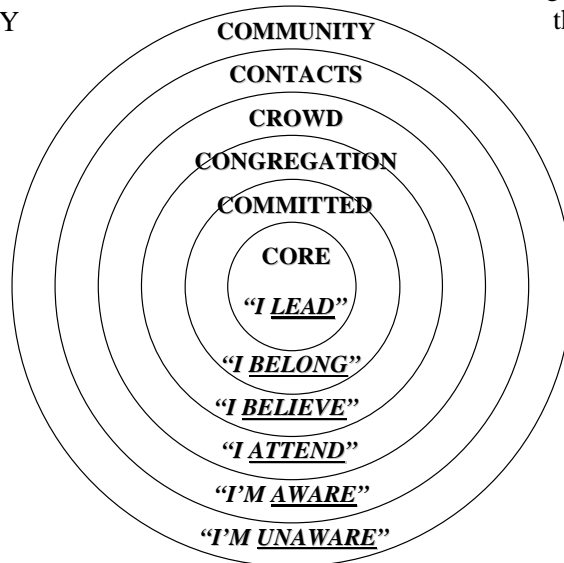 Y
th
COMMUNITY
CONTACTS
CROWD
CONGREGATION
COMMITTED
CORE
“I LEAD”
“I BELONG”
“I BELIEVE”
“I ATTEND”
“I’M AWARE”
“I’M UNAWARE”